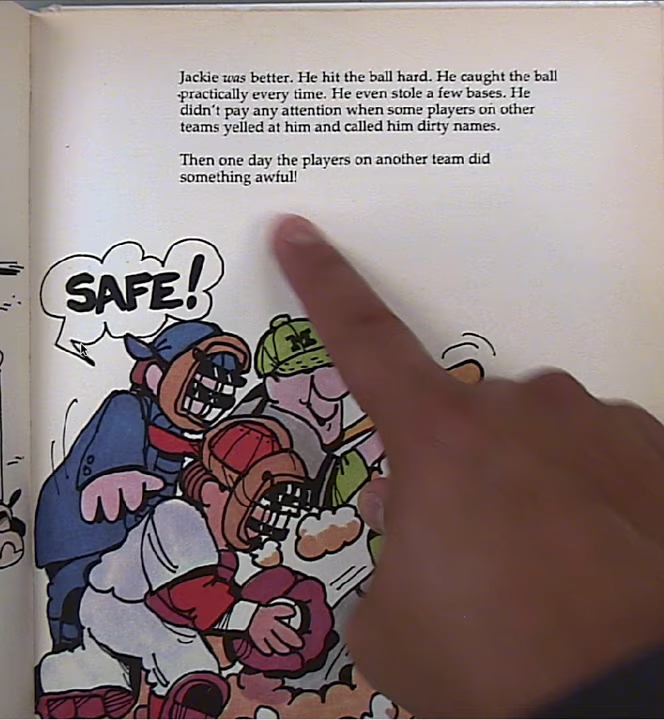 Jackie was better. He hit the ball hard. He caught the ball
practically every time. He even stole a few bases. He
didn't pay any attention when some players on other
teams yelled at him and called him dirty names.
Then one day the players on another team did
something awful!
SAFE!
M